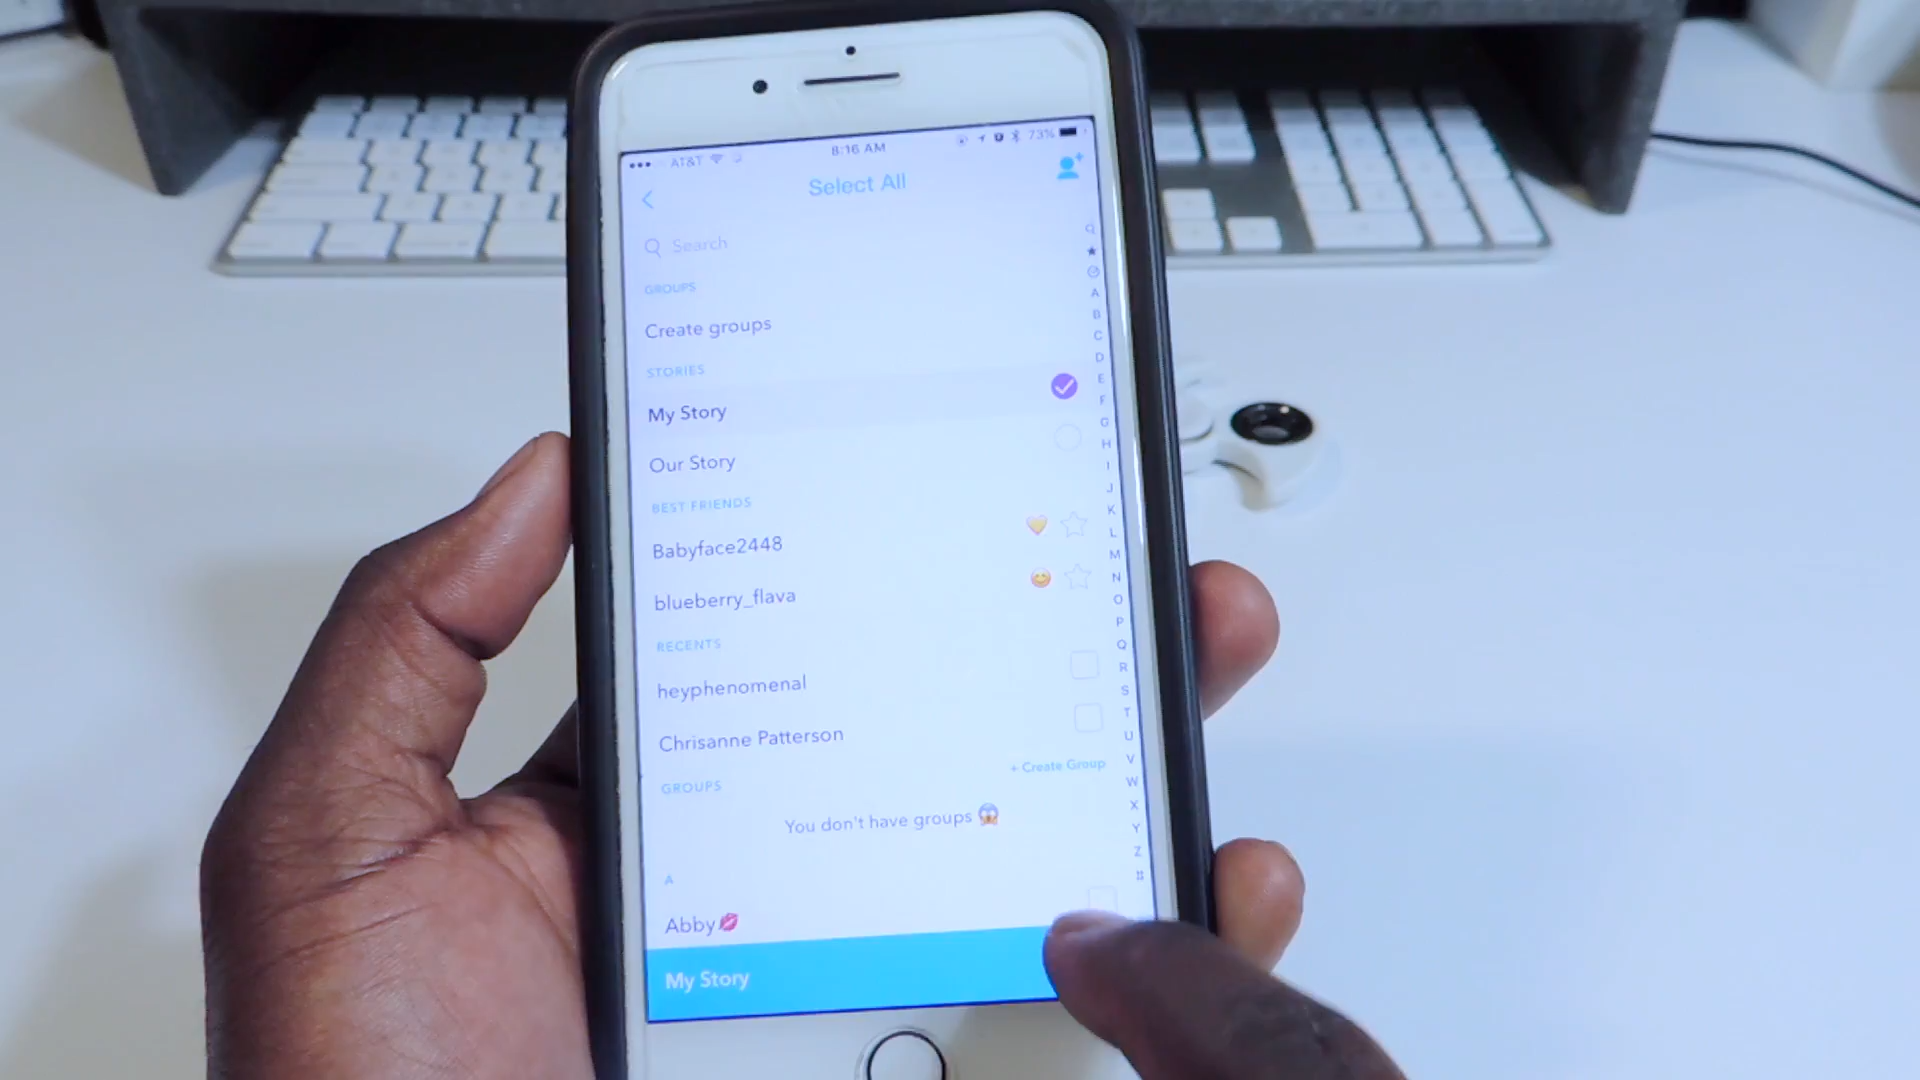 AT&T
8:16 AM
73%
Select All
Search
GROUPS
Create groups
STORIES
My Story
Our Story
BEST FRIENDS
Babyface2448
blueberry_flava
RECENTS
heyphenomenal
Chrisanne Patterson
GROUPS
+ Create Group
You don't have groups 😱
A
Abby💋
My Story
A
B
C
D
E
F
G
H
I
J
K
L
M
N
O
P
Q
R
S
T
U
V
W
X
Y
Z
#